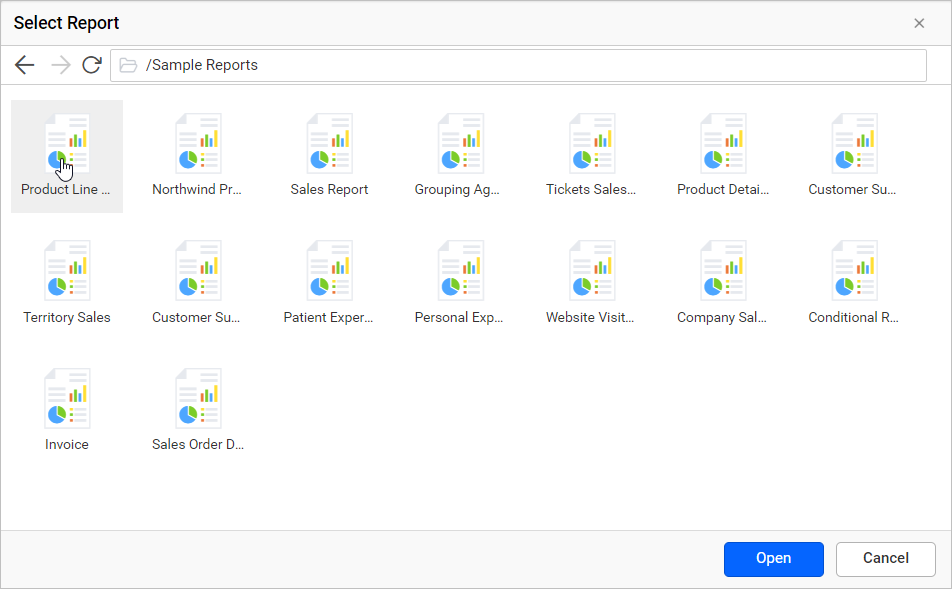 Select Report
/Sample Reports
Product Line ...
Northwind Pr...
Sales Report
Grouping Ag...
Tickets Sales...
Product Detai...
Customer Su...
Territory Sales
Customer Su...
Patient Exper...
Personal Exp...
Website Visit...
Company Sal...
Conditional R...
Invoice
Sales Order D...
Open
Cancel